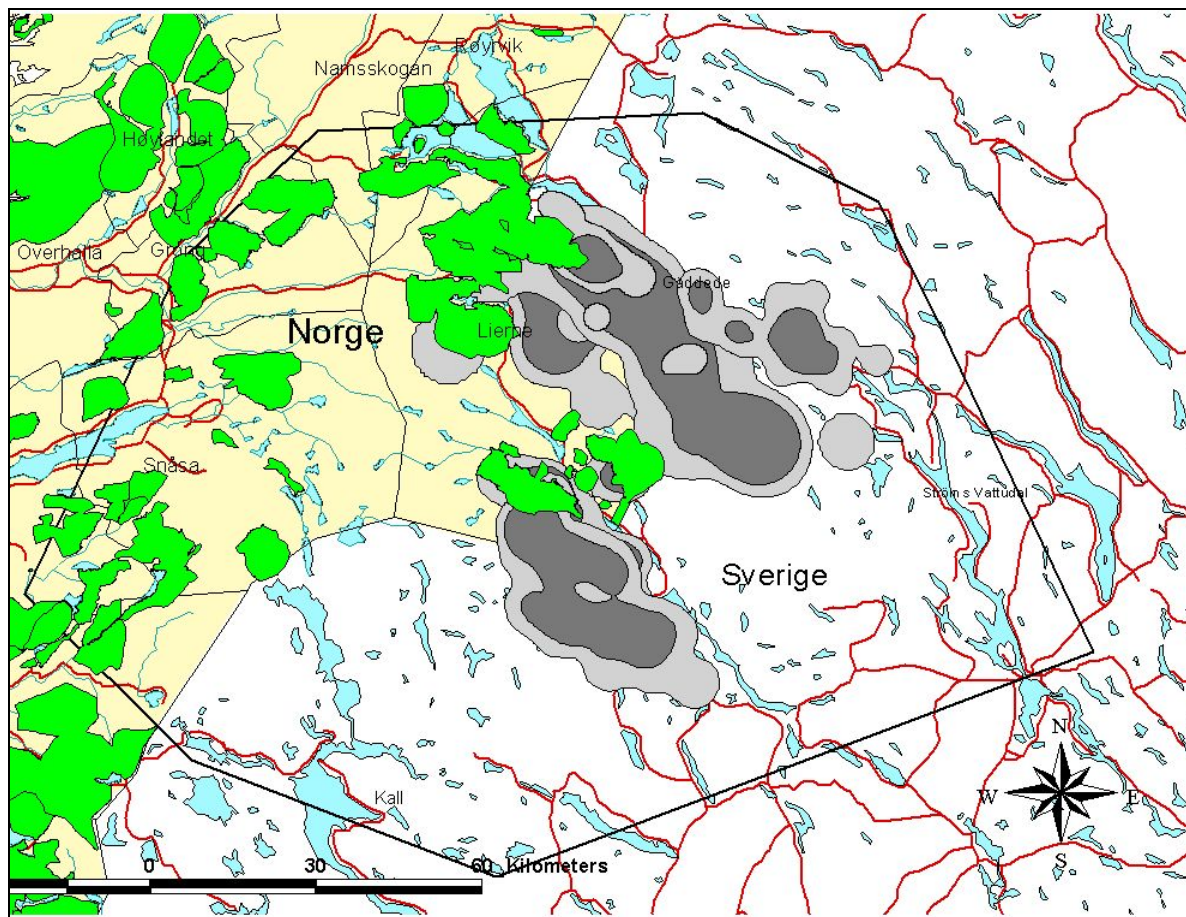 Røyrvik
Namsskogan
Høylandet
Overhalla
Grong
Gäddede
Norge
Lierne
Snåsa
Ströms Vattudal
Sverige
N
W
E
S
Kall
0 30 60 Kilometers